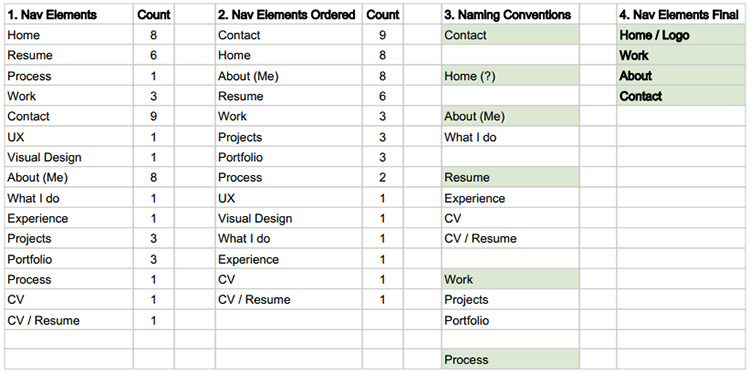 1. Nav Elements Count 2. Nav Elements Ordered Count 3. Naming Conventions 4. Nav Elements Final
Home 8 Contact 9 Contact Home / Logo
Resume 6 Home 8 Work
Process 1 About (Me) 8 Home (?) About
Work 3 Resume 6 Contact
Contact 9 Work 3 About (Me)
UX 1 Projects 3 What I do
Visual Design 1 Portfolio 3
About (Me) 8 Process 2 Resume
What I do 1 UX 1 Experience
Experience 1 Visual Design 1 CV
Projects 3 What I do 1 CV / Resume
Portfolio 3 Experience 1
Process 1 CV 1 Work
CV 1 CV / Resume 1 Projects
CV / Resume 1 Portfolio
Process